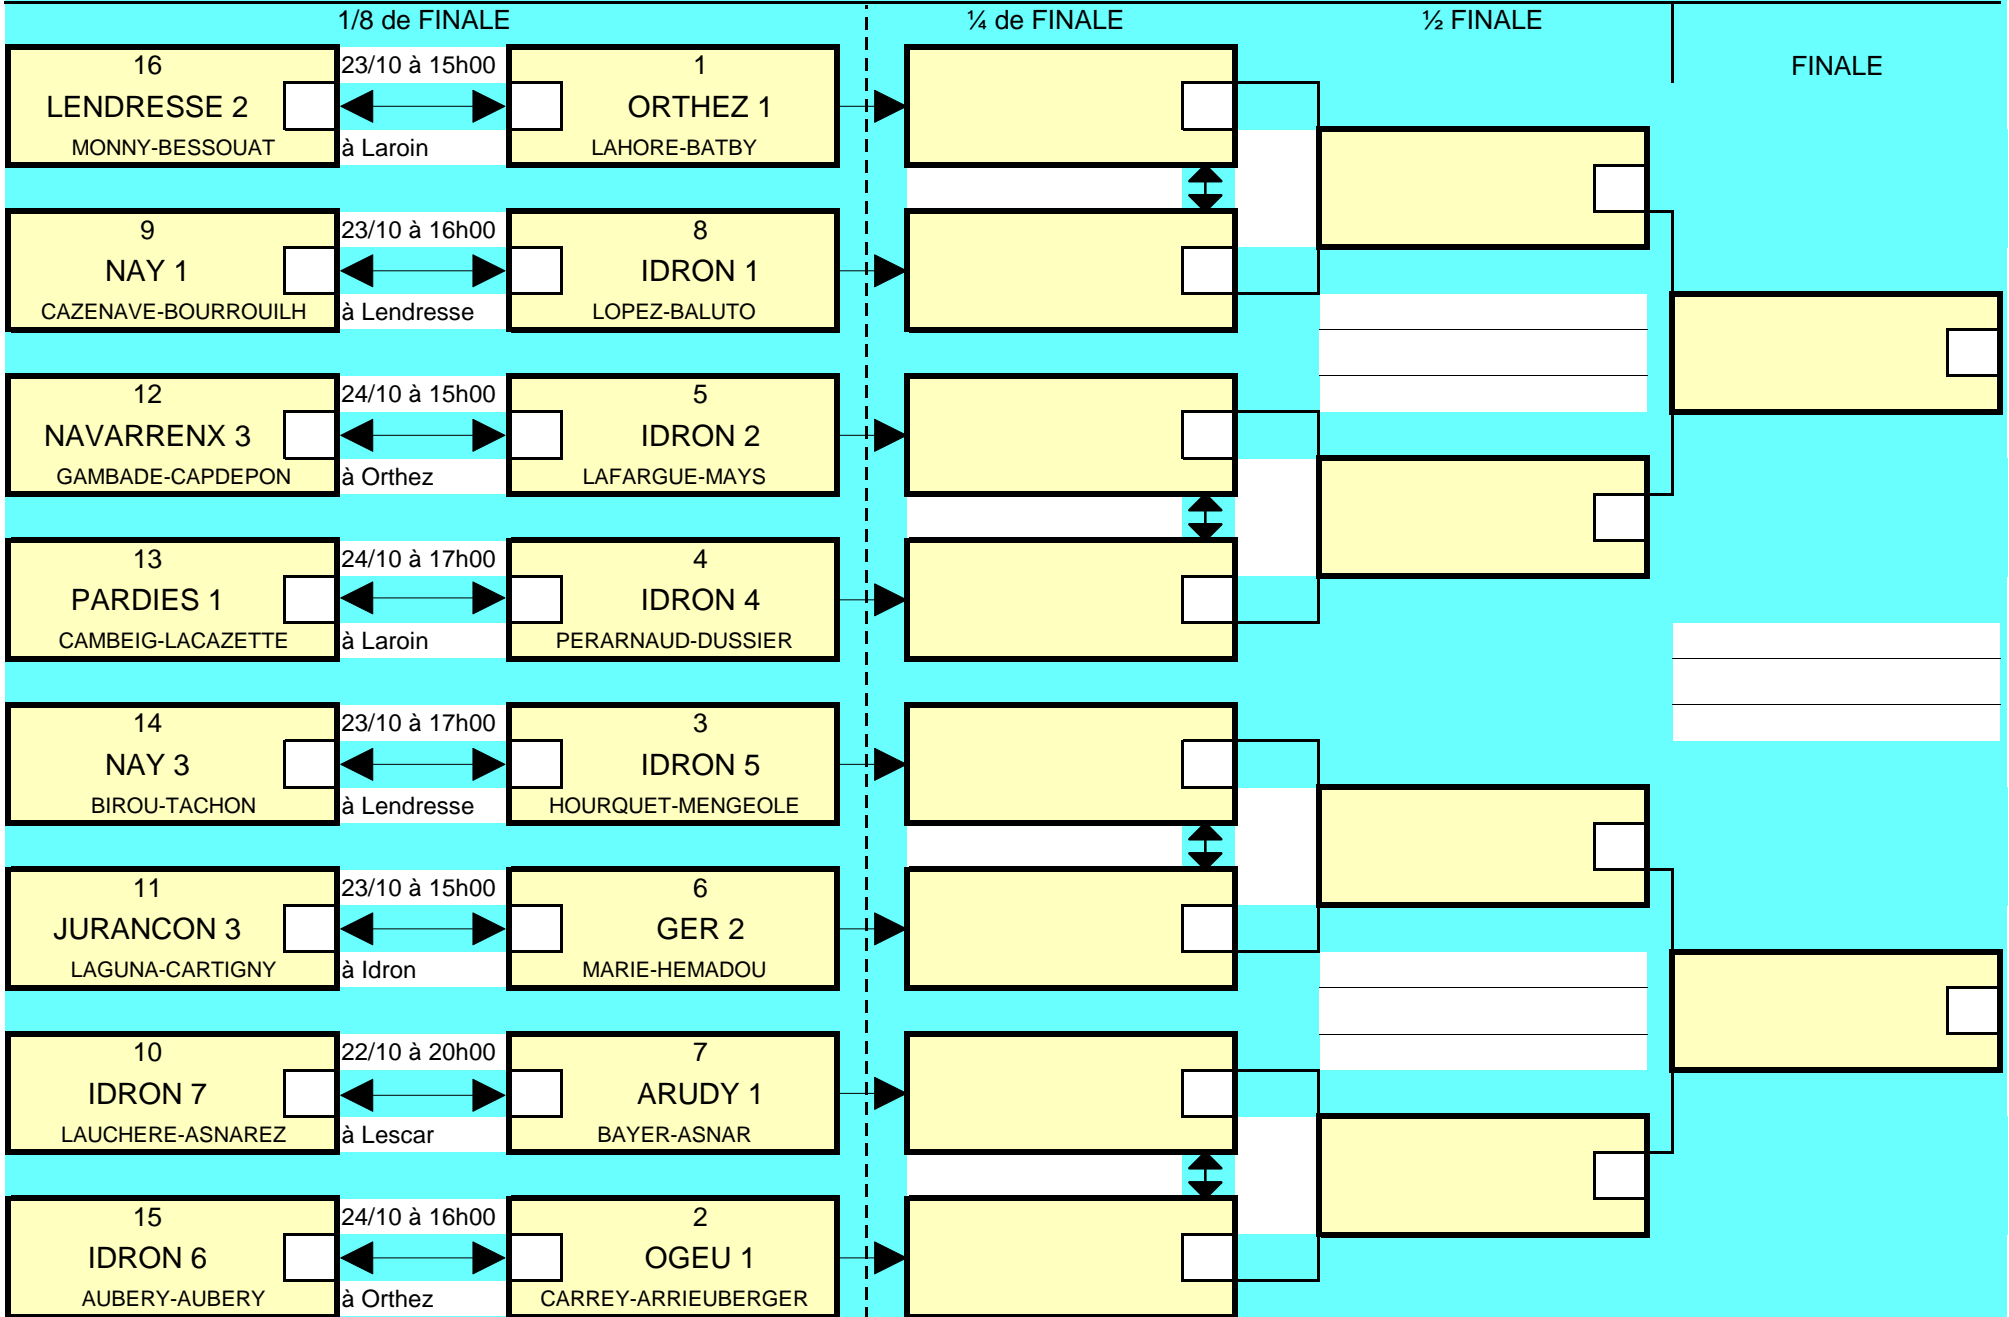 1/8 de FINALE
¼ de FINALE
½ FINALE
FINALE
16
LENDRESSE 2
MONNY-BESSOUAT
23/10 à 15h00
à Laroin
1
ORTHEZ 1
LAHORE-BATBY
9
NAY 1
CAZENAVE-BOURROUILH
23/10 à 16h00
à Lendresse
8
IDRON 1
LOPEZ-BALUTO
12
NAVARRENX 3
GAMBADE-CAPDEPON
24/10 à 15h00
à Orthez
5
IDRON 2
LAFARGUE-MAYS
13
PARDIES 1
CAMBEIG-LACAZETTE
24/10 à 17h00
à Laroin
4
IDRON 4
PERARNAUD-DUSSIER
14
NAY 3
BIROU-TACHON
23/10 à 17h00
à Lendresse
3
IDRON 5
HOURQUET-MENGEOLE
11
JURANCON 3
LAGUNA-CARTIGNY
23/10 à 15h00
à Idron
6
GER 2
MARIE-HEMADOU
10
IDRON 7
LAUCHERE-ASNAREZ
22/10 à 20h00
à Lescar
7
ARUDY 1
BAYER-ASNAR
15
IDRON 6
AUBERY-AUBERY
24/10 à 16h00
à Orthez
2
OGEU 1
CARREY-ARRIEUBERGER